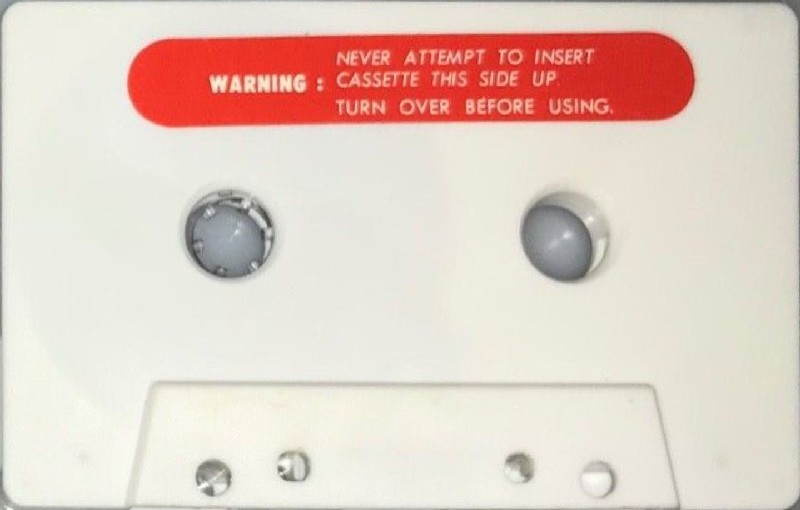 NEVER ATTEMPT TO INSERT
WARNING : CASSETTE THIS SIDE UP.
TURN OVER BEFORE USING.